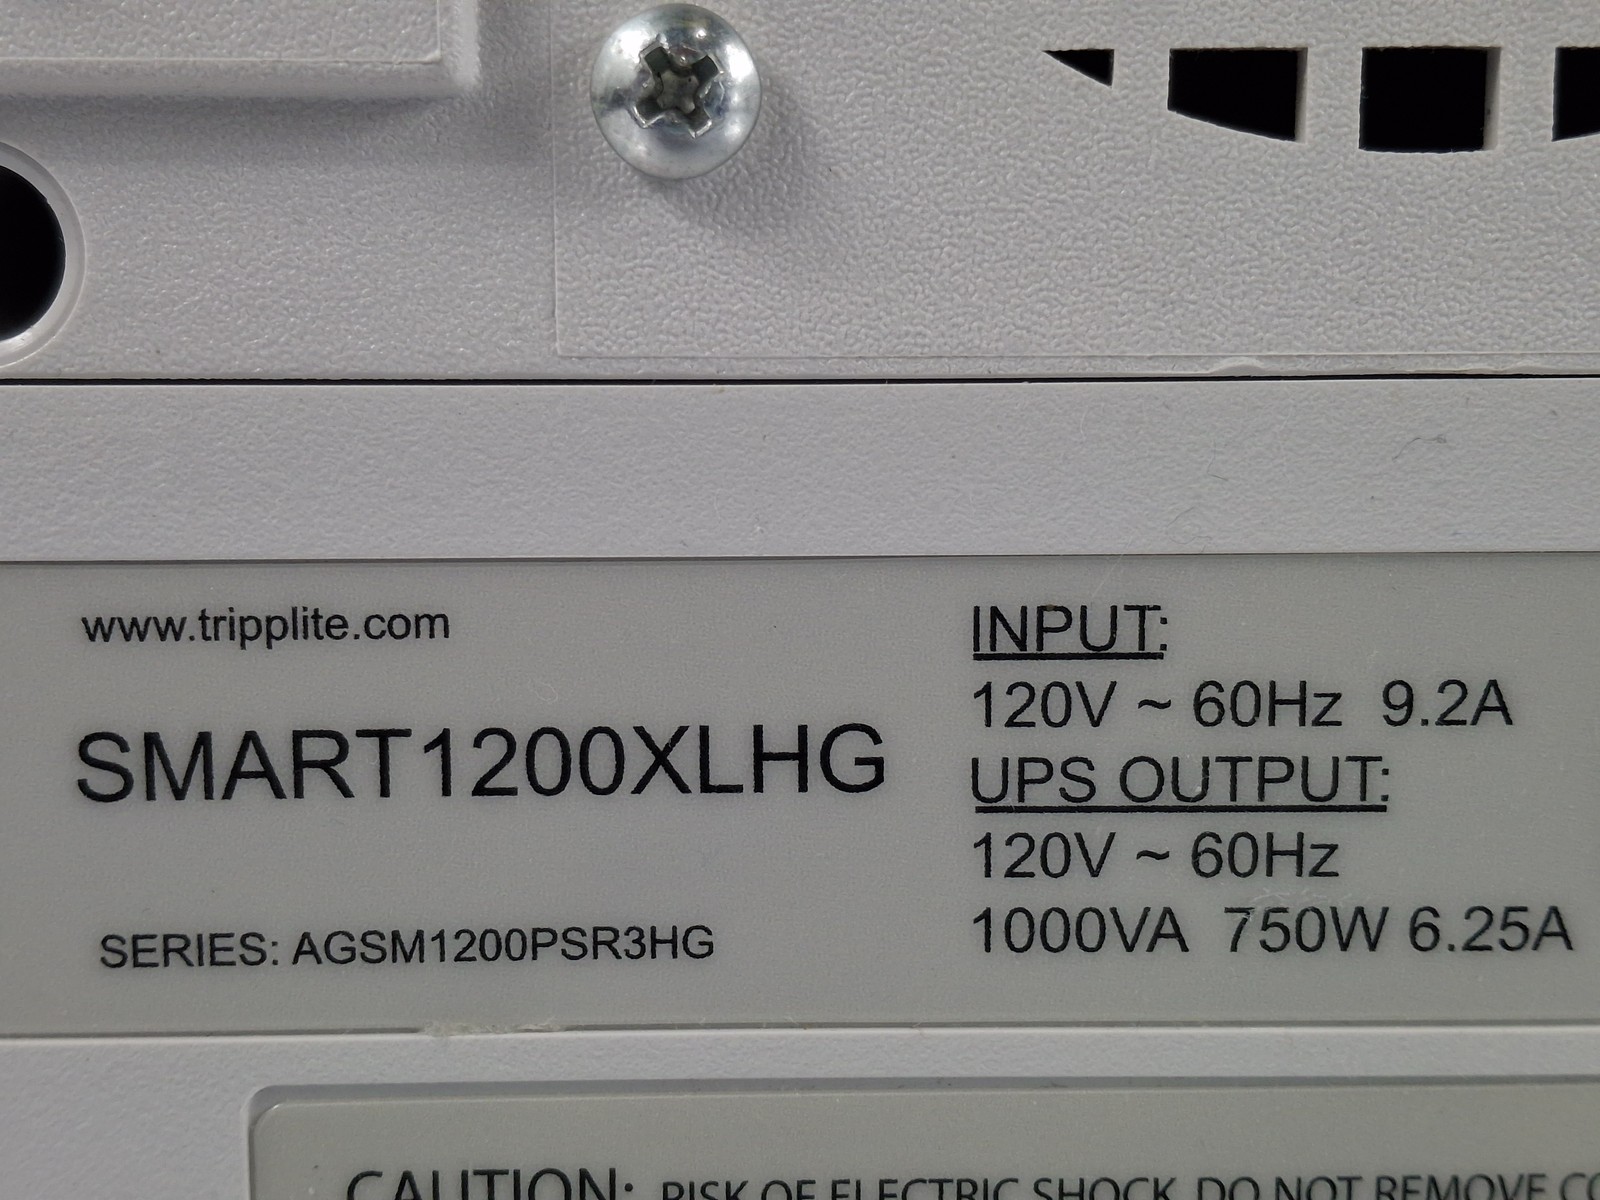 www.tripplite.com
SMART1200XLHG
SERIES: AGSM1200PSR3HG
INPUT:
120V ~ 60Hz 9.2A
UPS OUTPUT:
120V ~ 60Hz
1000VA 750W 6.25A
CAUTION: RISK OF ELECTRIC SHOCK, DO NOT REMOVE